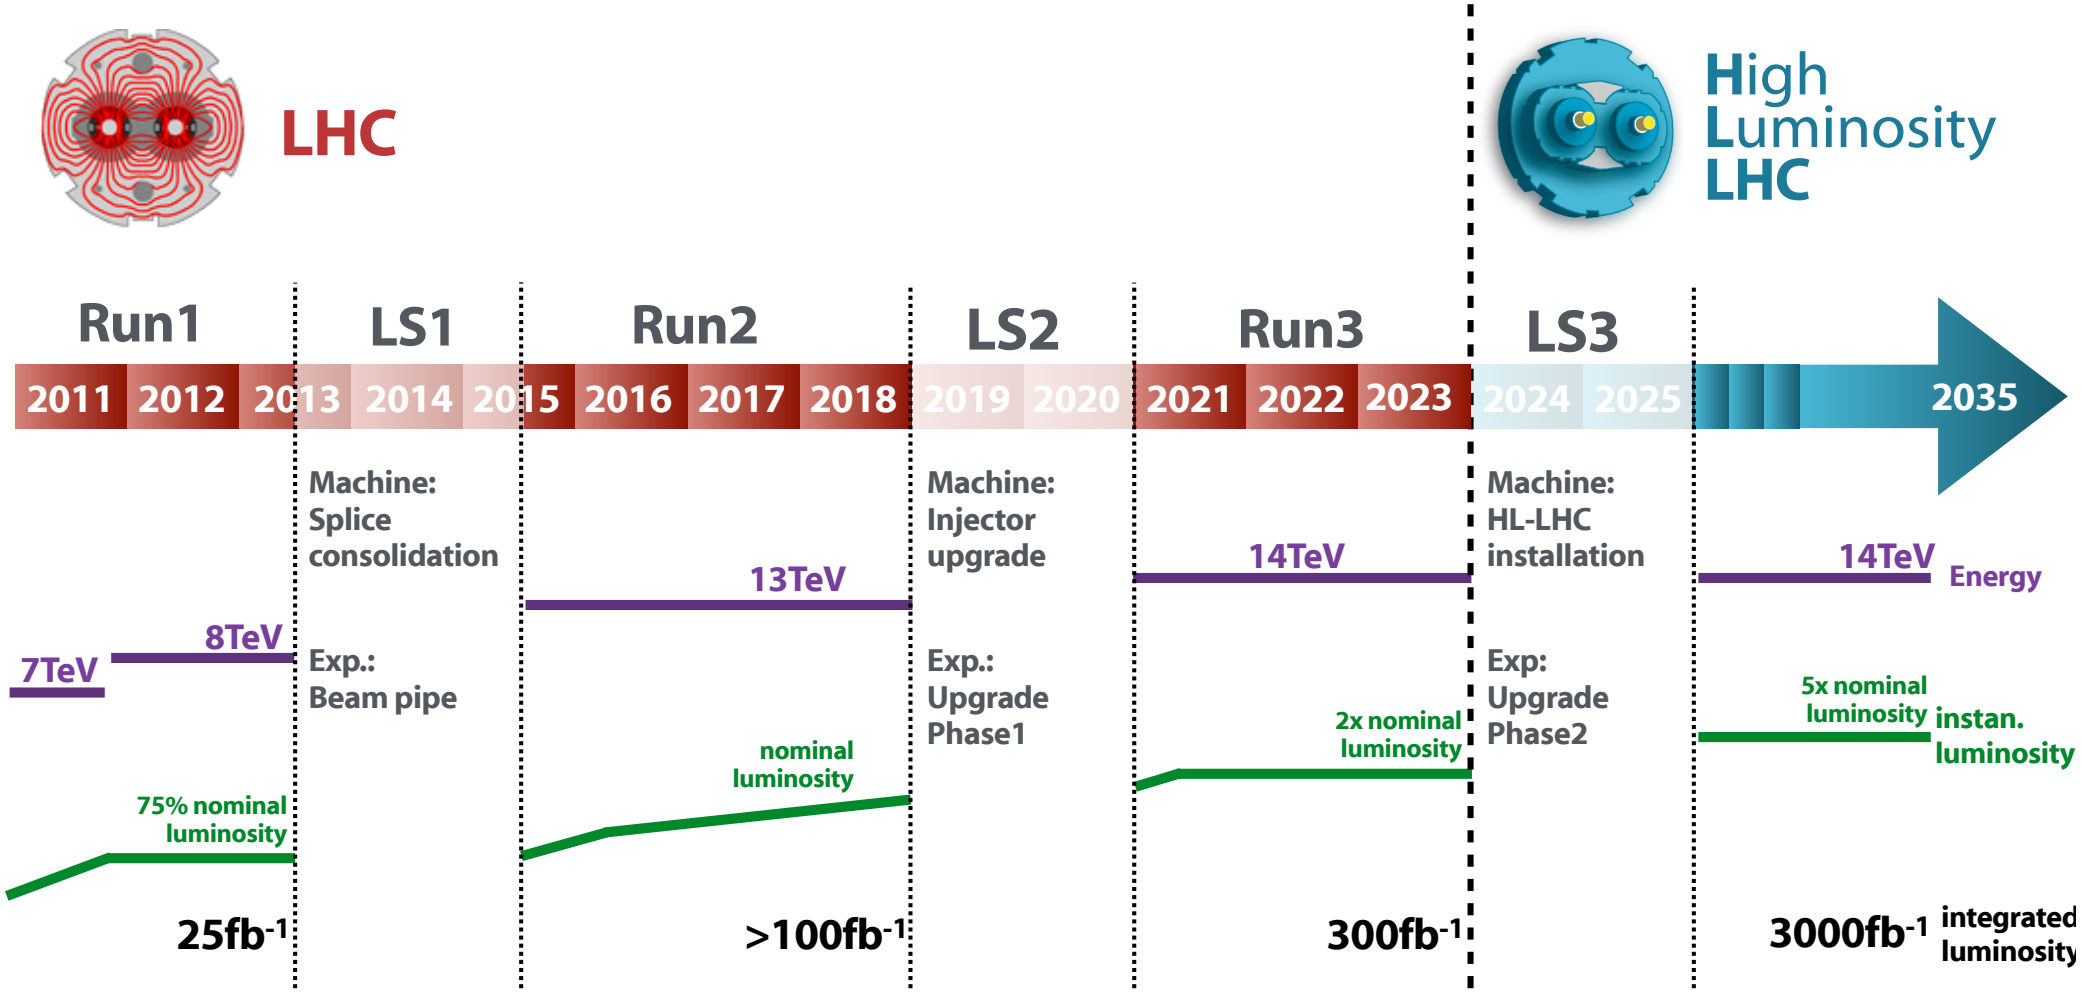 LHC
High
Luminosity
LHC
Run1
LS1
Run2
LS2
Run3
LS3
2011 2012 2013 2014 2015 2016 2017 2018 2019 2020 2021 2022 2023 2024 2025 2035
Machine:
Splice
consolidation
Exp.:
Beam pipe
Machine:
Injector
upgrade
Exp.:
Upgrade
Phase1
Machine:
HL-LHC
installation
Exp:
Upgrade
Phase2
7TeV
8TeV
13TeV
14TeV
14TeV
Energy
75% nominal
luminosity
nominal
luminosity
2x nominal
luminosity
5x nominal
luminosity
instan.
luminosity
25fb⁻¹
>100fb⁻¹
300fb⁻¹
3000fb⁻¹
integrated
luminosity